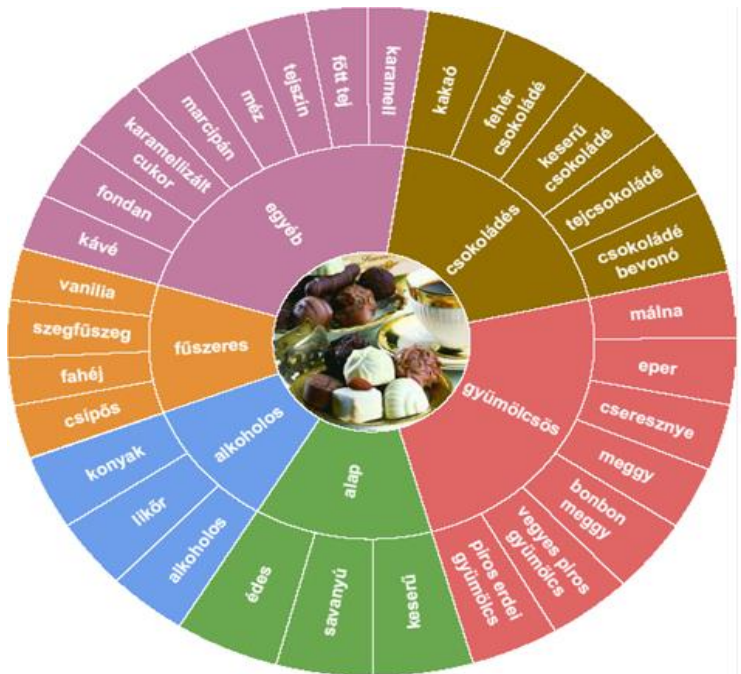 karamell
kakaó
fehér
csokoládé
keserű
csokoládé
tejcsokoládé
csokoládé
bevonó
csokoládés
málna
eper
cseresznye
meggy
bonbon
meggy
vegyes piros
gyümölcs
piros erdei
gyümölcs
gyümölcsös
keserű
savanyú
édes
alap
alkoholos
likőr
konyak
alkoholos
csípős
fahéj
szegfűszeg
vanilia
fűszeres
kávé
fondan
karamellizált
cukor
marcipán
méz
tejszín
főtt tej
egyéb